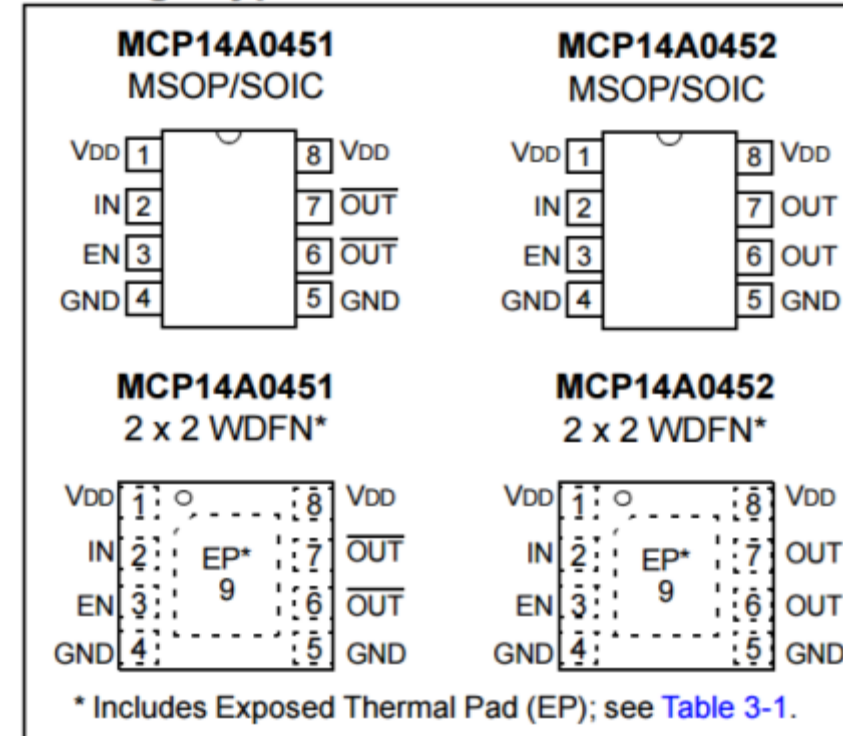 MCP14A0451
MSOP/SOIC
VDD 1 8 VDD
IN 2 7 OUT
EN 3 6 OUT
GND 4 5 GND
MCP14A0452
MSOP/SOIC
VDD 1 8 VDD
IN 2 7 OUT
EN 3 6 OUT
GND 4 5 GND
MCP14A0451
2 x 2 WDFN*
VDD 1 8 VDD
IN 2 EP* 7 OUT
EN 3 9 6 OUT
GND 4 5 GND
MCP14A0452
2 x 2 WDFN*
VDD 1 8 VDD
IN 2 EP* 7 OUT
EN 3 9 6 OUT
GND 4 5 GND
* Includes Exposed Thermal Pad (EP); see Table 3-1.